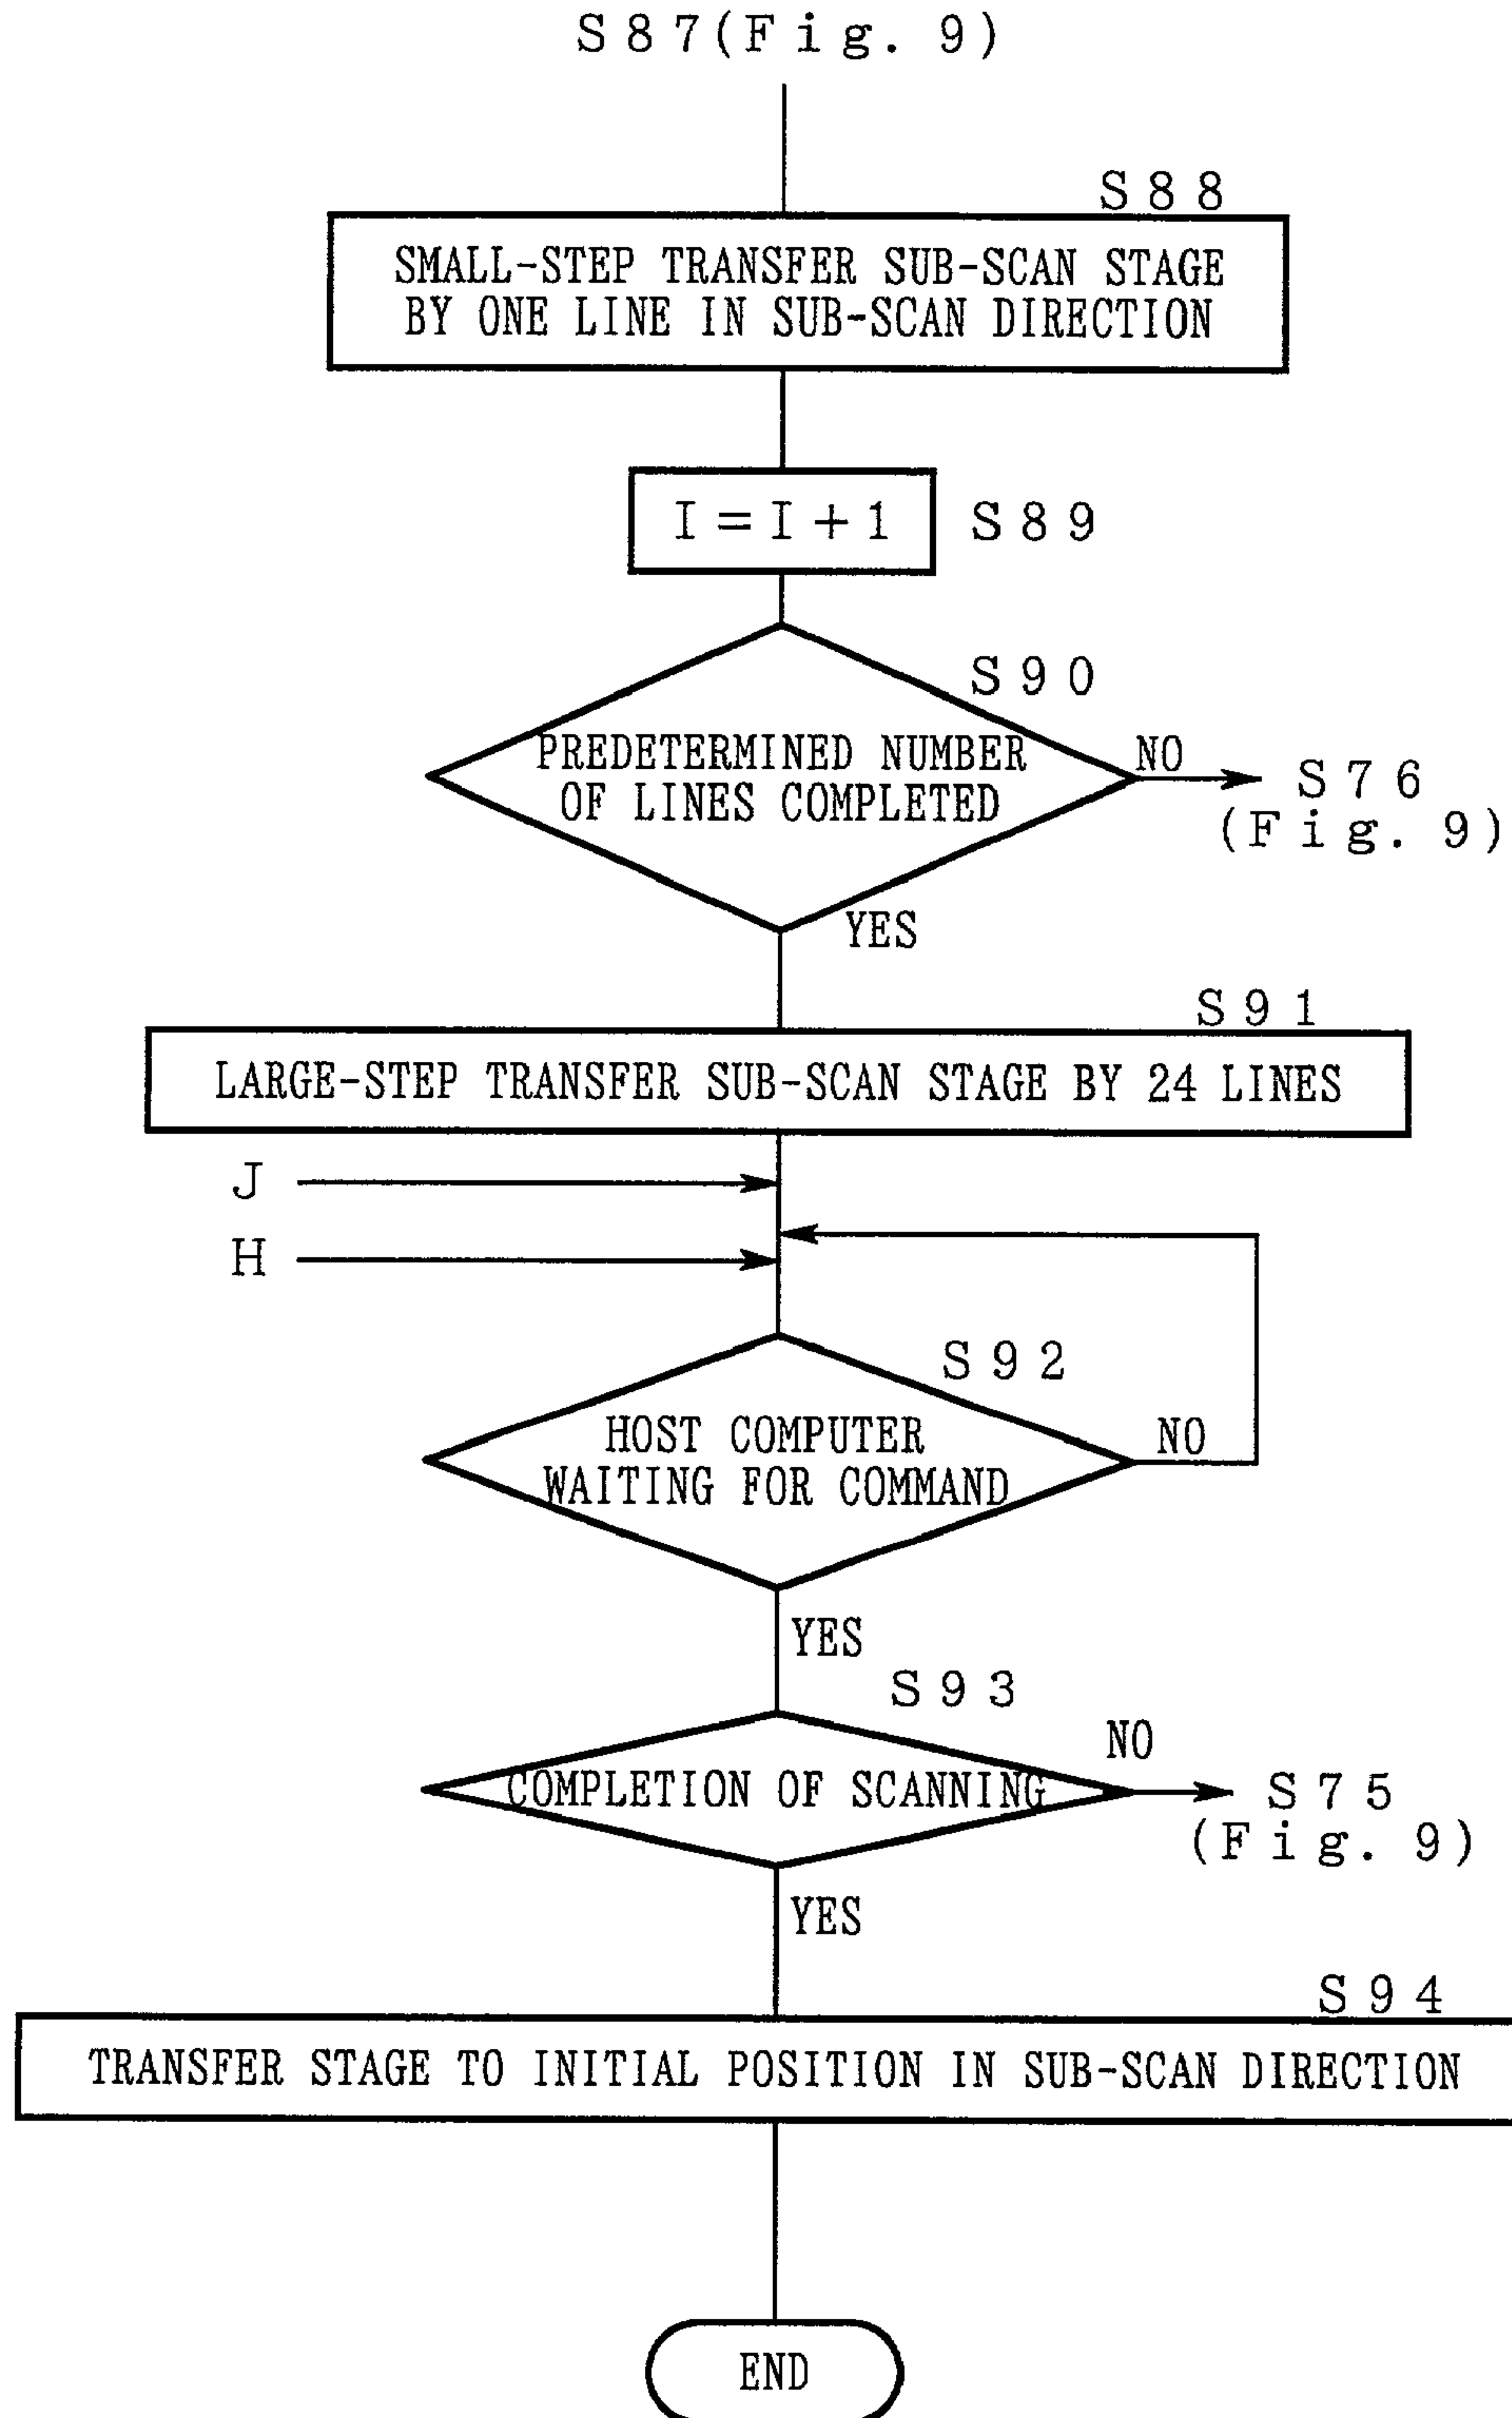 S87(Fig. 9)
S88
SMALL-STEP TRANSFER SUB-SCAN STAGE
BY ONE LINE IN SUB-SCAN DIRECTION
I=I+1 S89
S90
PREDETERMINED NUMBER
OF LINES COMPLETED
NO
S76
(Fig. 9)
YES
S91
LARGE-STEP TRANSFER SUB-SCAN STAGE BY 24 LINES
J
H
S92
HOST COMPUTER
WAITING FOR COMMAND
NO
YES
S93
COMPLETION OF SCANNING
NO
S75
(Fig. 9)
YES
S94
TRANSFER STAGE TO INITIAL POSITION IN SUB-SCAN DIRECTION
END